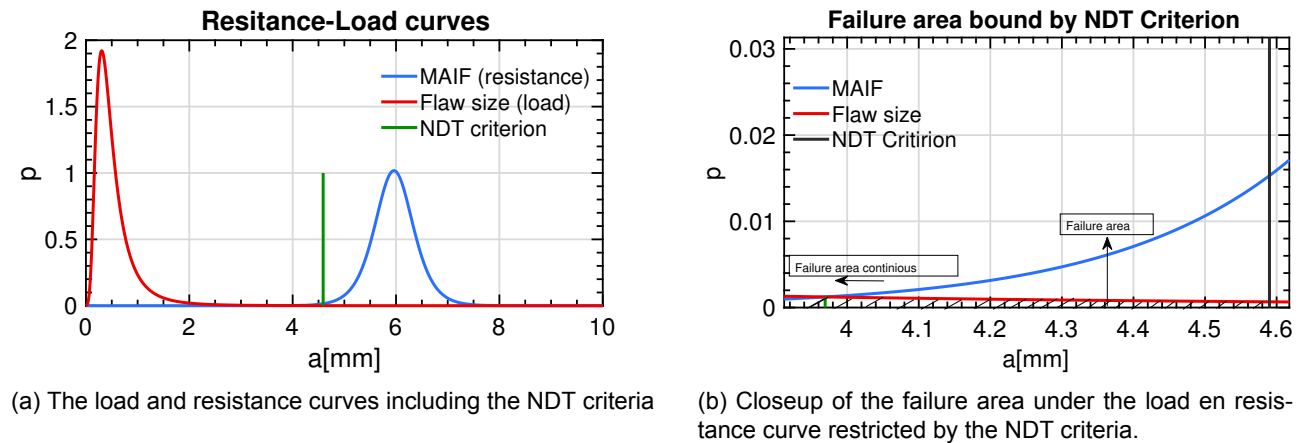 Resitance-Load curves
2
1.5
1
0.5
0
p
MAIF (resistance)
Flaw size (load)
NDT criterion
0 2 4 6 8 10
a[mm]
(a) The load and resistance curves including the NDT criteria
Failure area bound by NDT Criterion
0.03
0.02
0.01
0
p
MAIF
Flaw size
NDT Critirion
Failure area
Failure area continious
4 4.1 4.2 4.3 4.4 4.5 4.6
a[mm]
(b) Closeup of the failure area under the load en resis-
tance curve restricted by the NDT criteria.